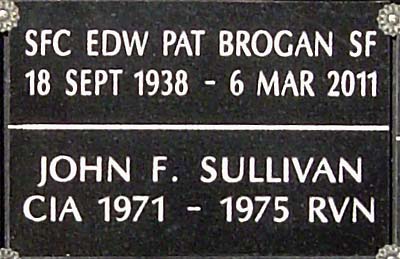 SFC EDW PAT BROGAN SF
18 SEPT 1938 - 6 MAR 2011
JOHN F. SULLIVAN
CIA 1971 - 1975 RVN